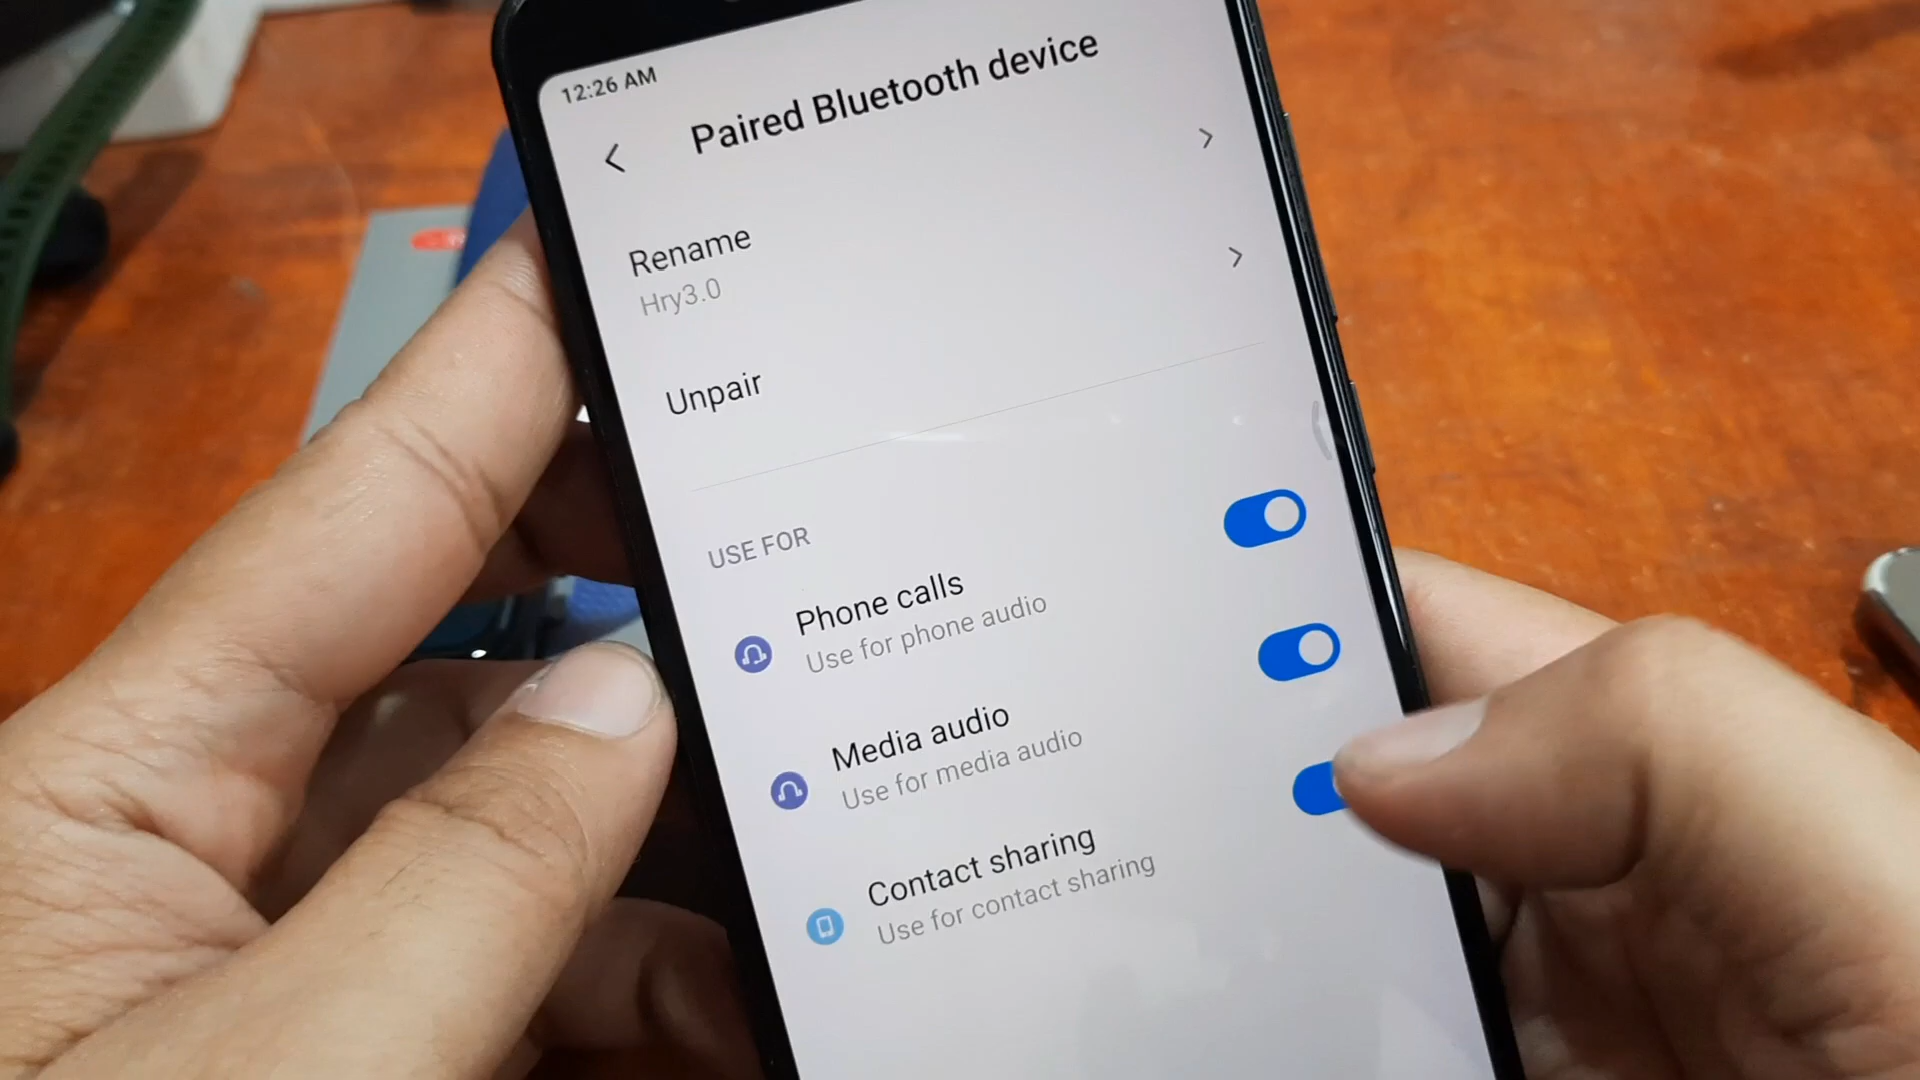 12:26 AM
Paired Bluetooth device
Rename
Hry3.0
Unpair
USE FOR
Phone calls
Use for phone audio
Media audio
Use for media audio
Contact sharing
Use for contact sharing